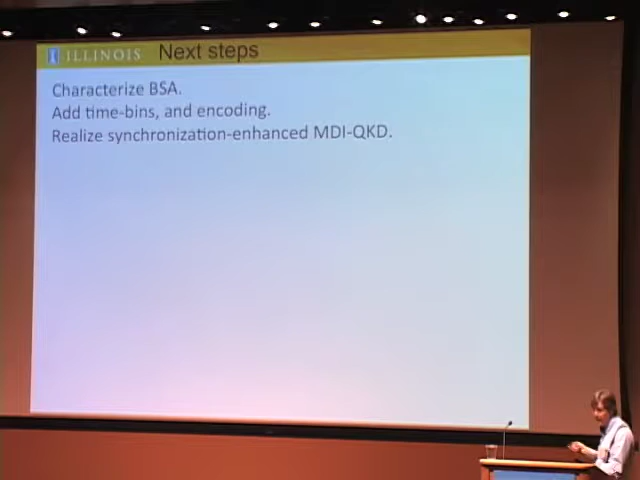 I ILLINOIS Next steps
Characterize BSA.
Add time-bins, and encoding.
Realize synchronization-enhanced MDI-QKD.